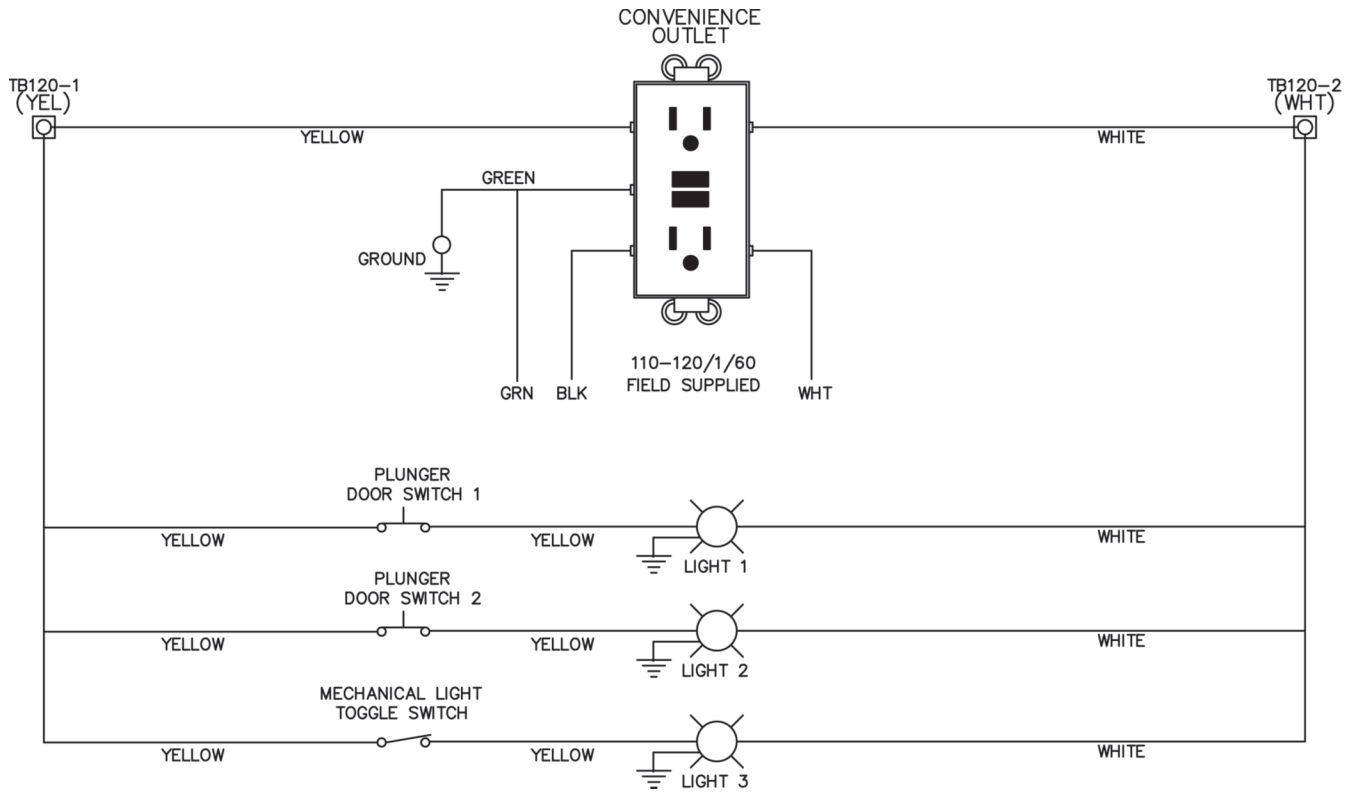 CONVENIENCE
OUTLET
TB120-1
(YEL)
TB120-2
(WHT)
YELLOW
WHITE
GREEN
GROUND
110-120/1/60
FIELD SUPPLIED
GRN
BLK
WHT
PLUNGER
DOOR SWITCH 1
YELLOW
YELLOW
WHITE
LIGHT 1
PLUNGER
DOOR SWITCH 2
YELLOW
YELLOW
WHITE
LIGHT 2
MECHANICAL LIGHT
TOGGLE SWITCH
YELLOW
YELLOW
WHITE
LIGHT 3